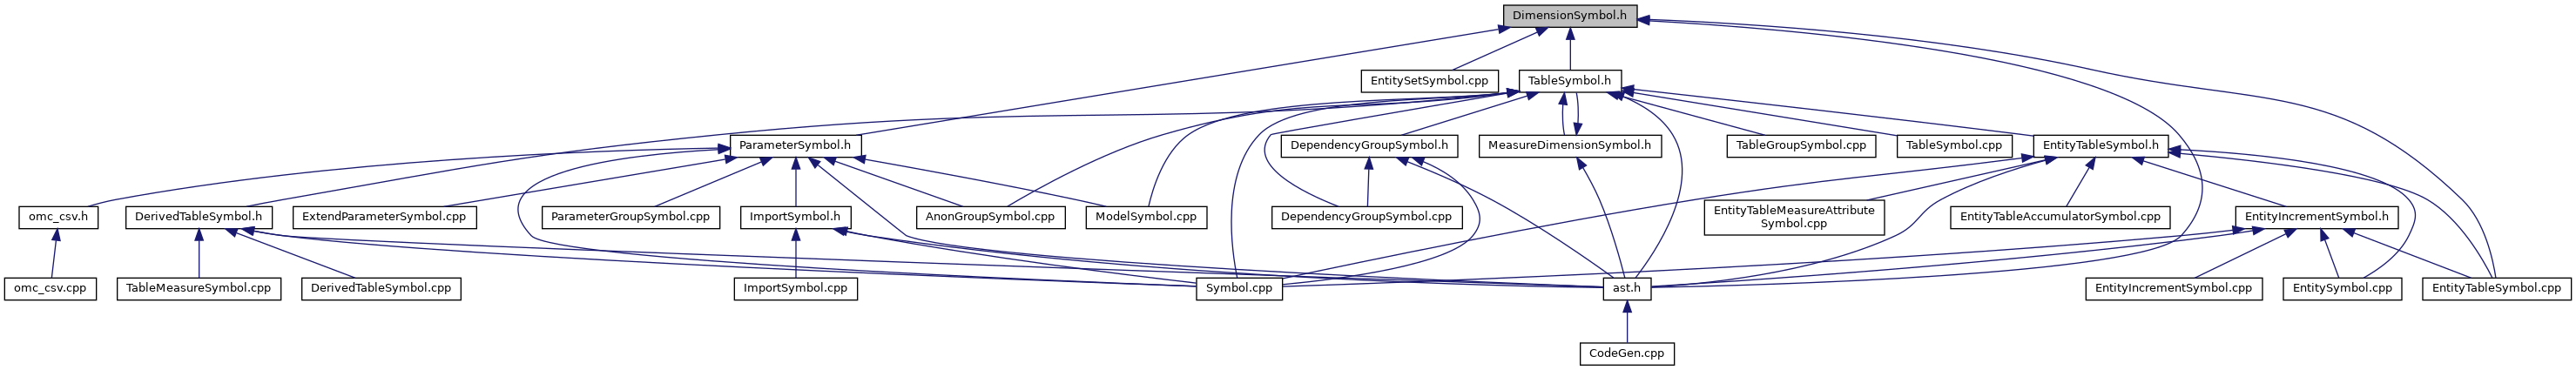 DimensionSymbol.h
EntitySetSymbol.cpp
TableSymbol.h
ParameterSymbol.h
DependencyGroupSymbol.h
MeasureDimensionSymbol.h
TableGroupSymbol.cpp
TableSymbol.cpp
EntityTableSymbol.h
omc_csv.h
DerivedTableSymbol.h
ExtendParameterSymbol.cpp
ParameterGroupSymbol.cpp
ImportSymbol.h
AnonGroupSymbol.cpp
ModelSymbol.cpp
DependencyGroupSymbol.cpp
EntityTableMeasureAttribute
Symbol.cpp
EntityTableAccumulatorSymbol.cpp
EntityIncrementSymbol.h
omc_csv.cpp
TableMeasureSymbol.cpp
DerivedTableSymbol.cpp
ImportSymbol.cpp
Symbol.cpp
ast.h
EntityIncrementSymbol.cpp
EntitySymbol.cpp
EntityTableSymbol.cpp
CodeGen.cpp